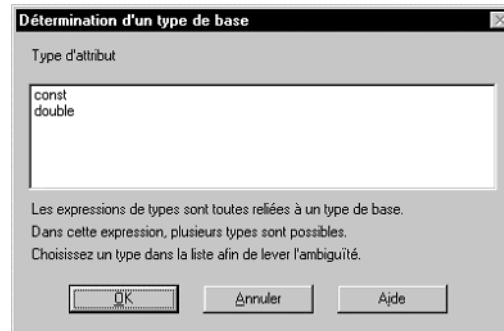 Détermination d'un type de base
Type d'attribut
const
double
Les expressions de types sont toutes reliées à un type de base.
Dans cette expression, plusieurs types sont possibles.
Choisissez un type dans la liste afin de lever l'ambiguïté.
OK Annuler Aide